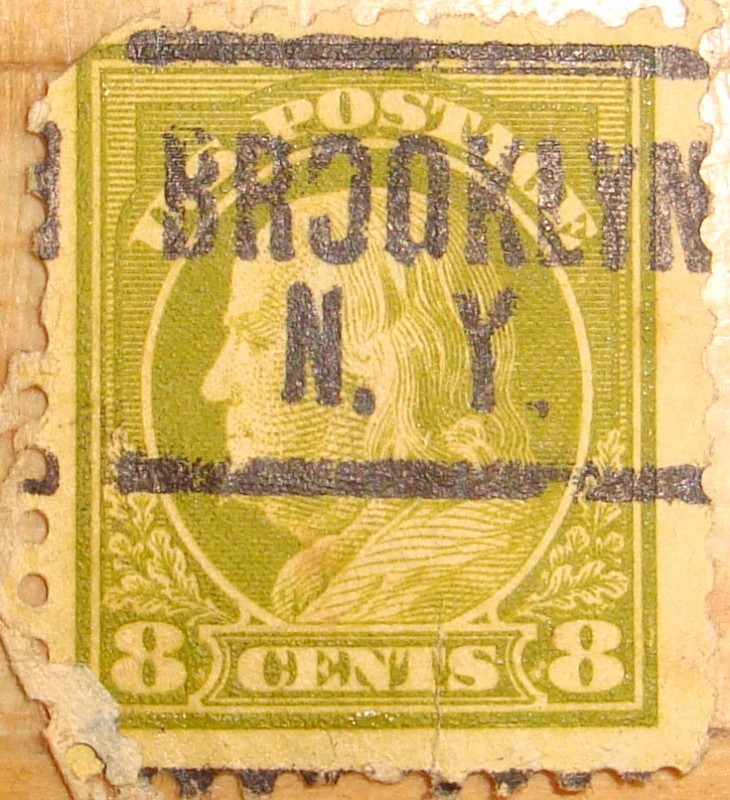 U.S. POSTAGE
BROOKLYN
N. Y.
8 CENTS 8